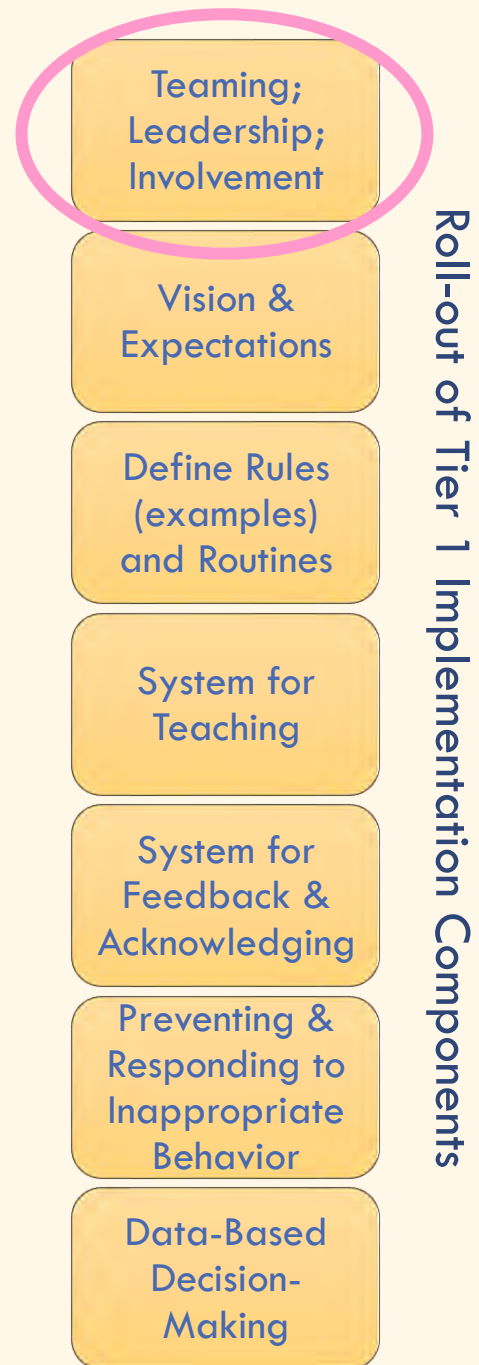 Teaming;
Leadership;
Involvement
Vision &
Expectations
Define Rules
(examples)
and Routines
System for
Teaching
System for
Feedback &
Acknowledging
Preventing &
Responding to
Inappropriate
Behavior
Data-Based
Decision-
Making
Roll-out of Tier 1 Implementation Components